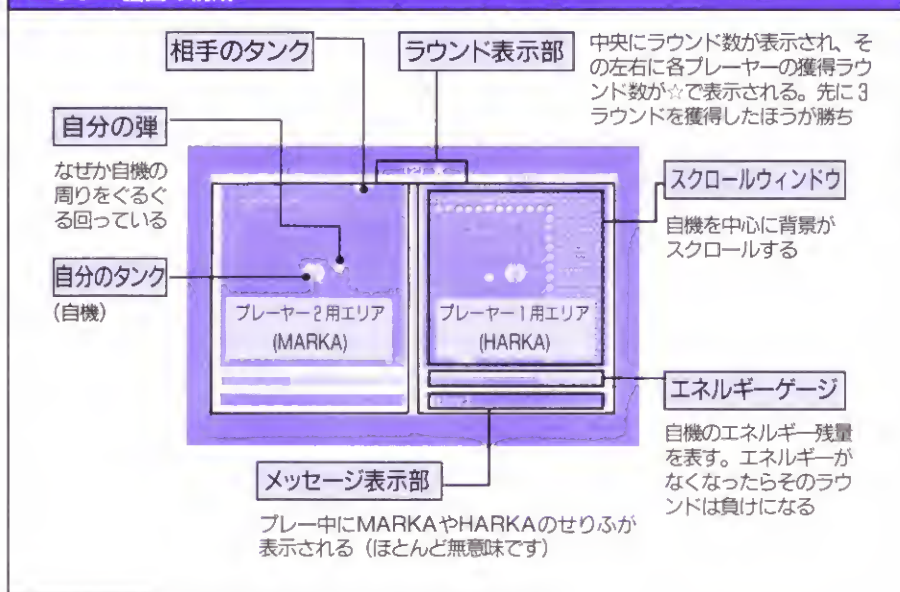 相手のタンク
ラウンド表示部
中央にラウンド数が表示され、そ
の左右に各プレーヤーの獲得ラウ
ンド数が☆で表示される。先に3
ラウンドを獲得したほうが勝ち
自分の弾
なぜか自機の
周りをぐるぐ
る回っている
自分のタンク
(自機)
スクロールウィンドウ
自機を中心に背景が
スクロールする
プレーヤー2用エリア
(MARKA)
プレーヤー1用エリア
(HARKA)
エネルギーゲージ
自機のエネルギー残量
を表す。エネルギーが
なくなったらそのラウ
ンドは負けになる
メッセージ表示部
プレー中にMARKAやHARKAのせりふが
表示される（ほとんど無意味です）